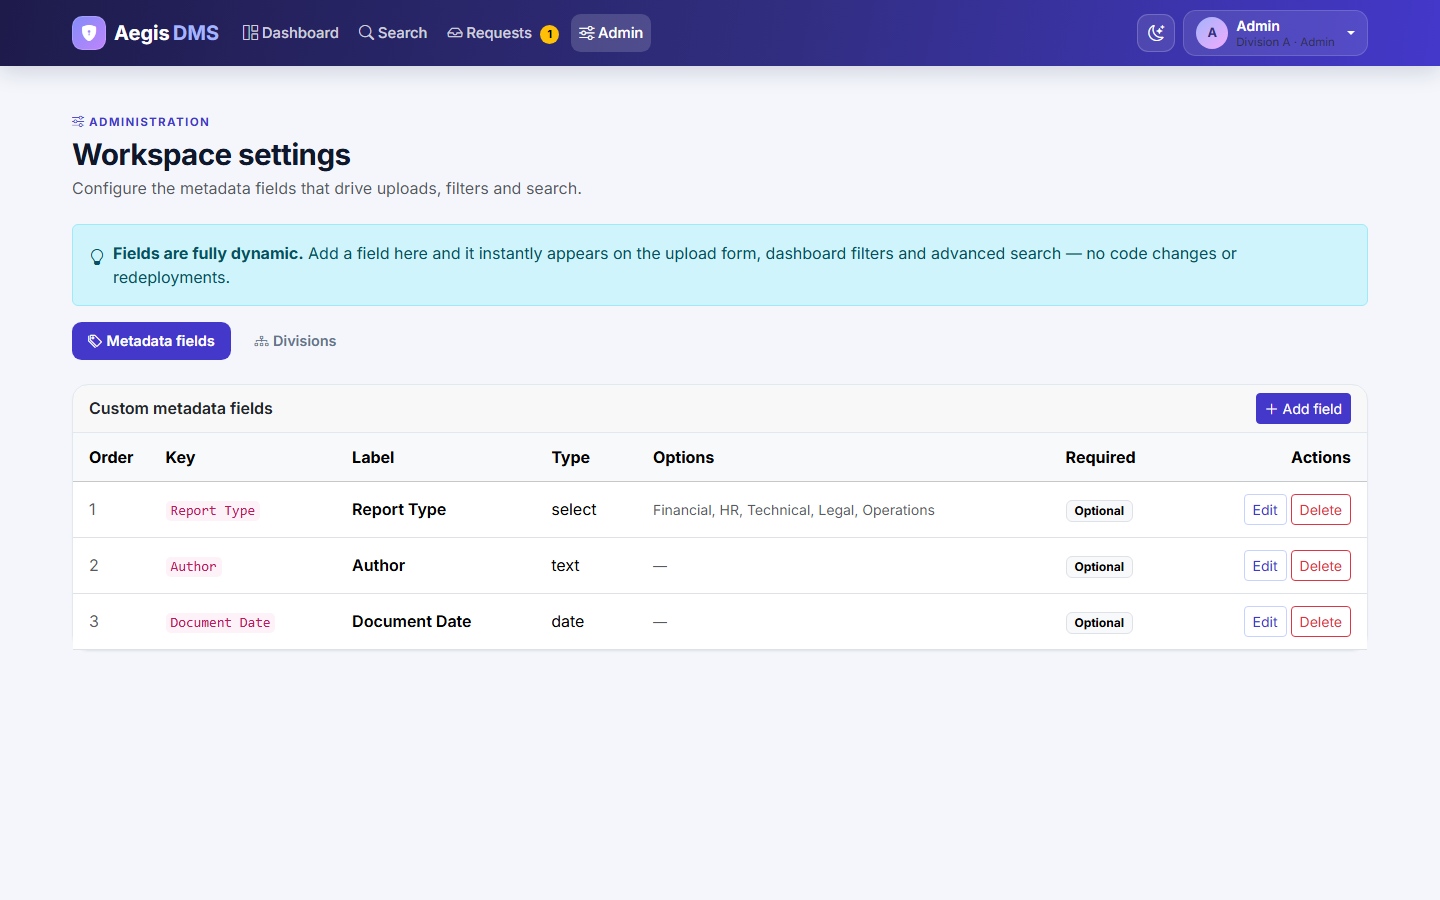 Aegis DMS
Dashboard
Search
Requests 1
Admin
A
Admin
Division A · Admin
ADMINISTRATION
Workspace settings
Configure the metadata fields that drive uploads, filters and search.
Fields are fully dynamic. Add a field here and it instantly appears on the upload form, dashboard filters and advanced search — no code changes or
redeployments.
Metadata fields
Divisions
Custom metadata fields
Add field
Order Key Label Type Options Required Actions
1 Report Type Report Type select Financial, HR, Technical, Legal, Operations Optional Edit Delete
2 Author Author text — Optional Edit Delete
3 Document Date Document Date date — Optional Edit Delete